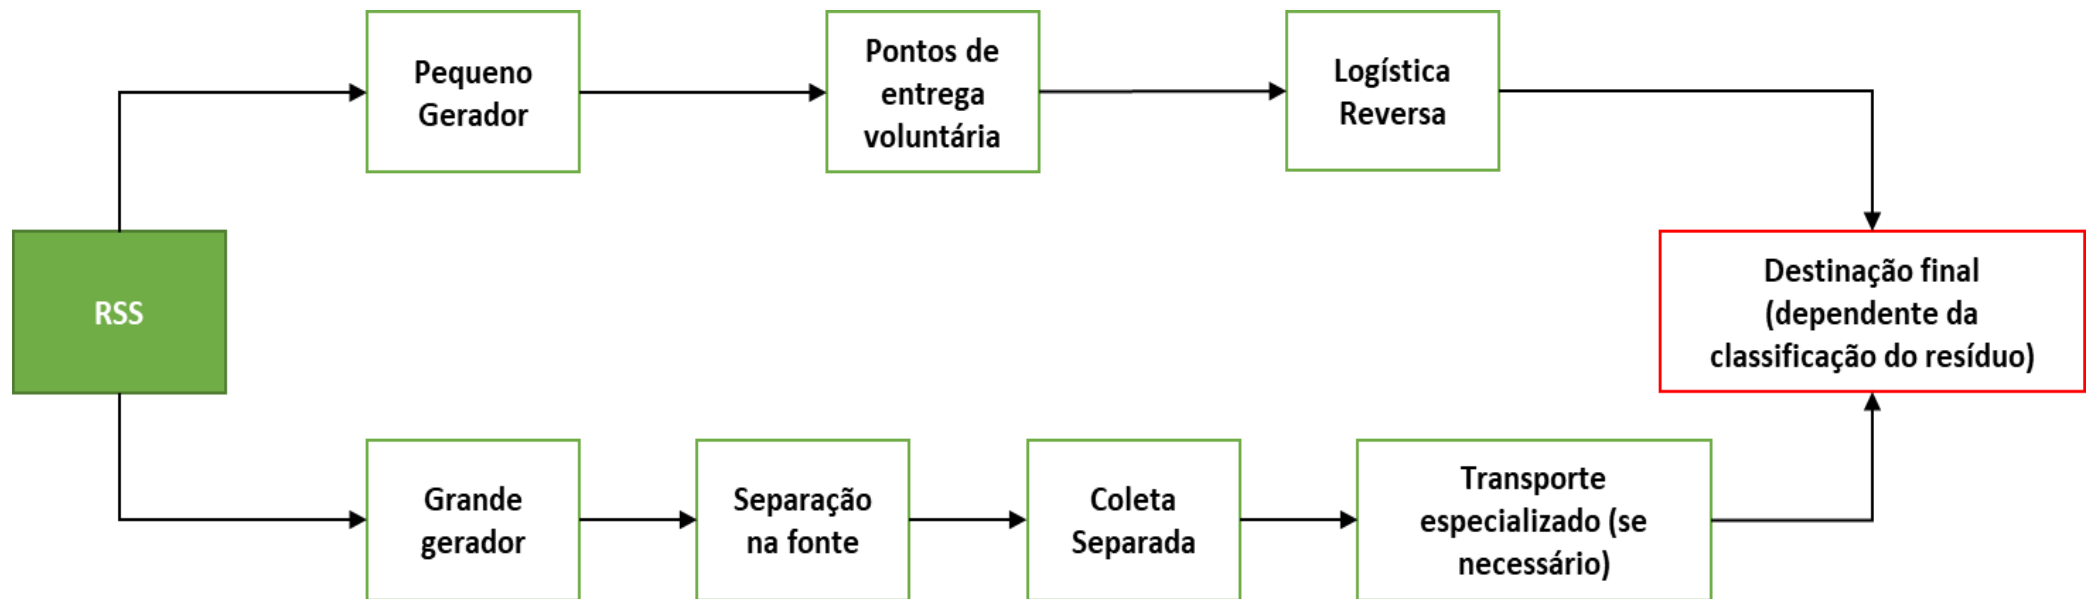 Pequeno
Gerador
Pontos de
entrega
voluntária
Logística
Reversa
RSS
Destinação final
(dependente da
classificação do resíduo)
Grande
gerador
Separação
na fonte
Coleta
Separada
Transporte
especializado (se
necessário)